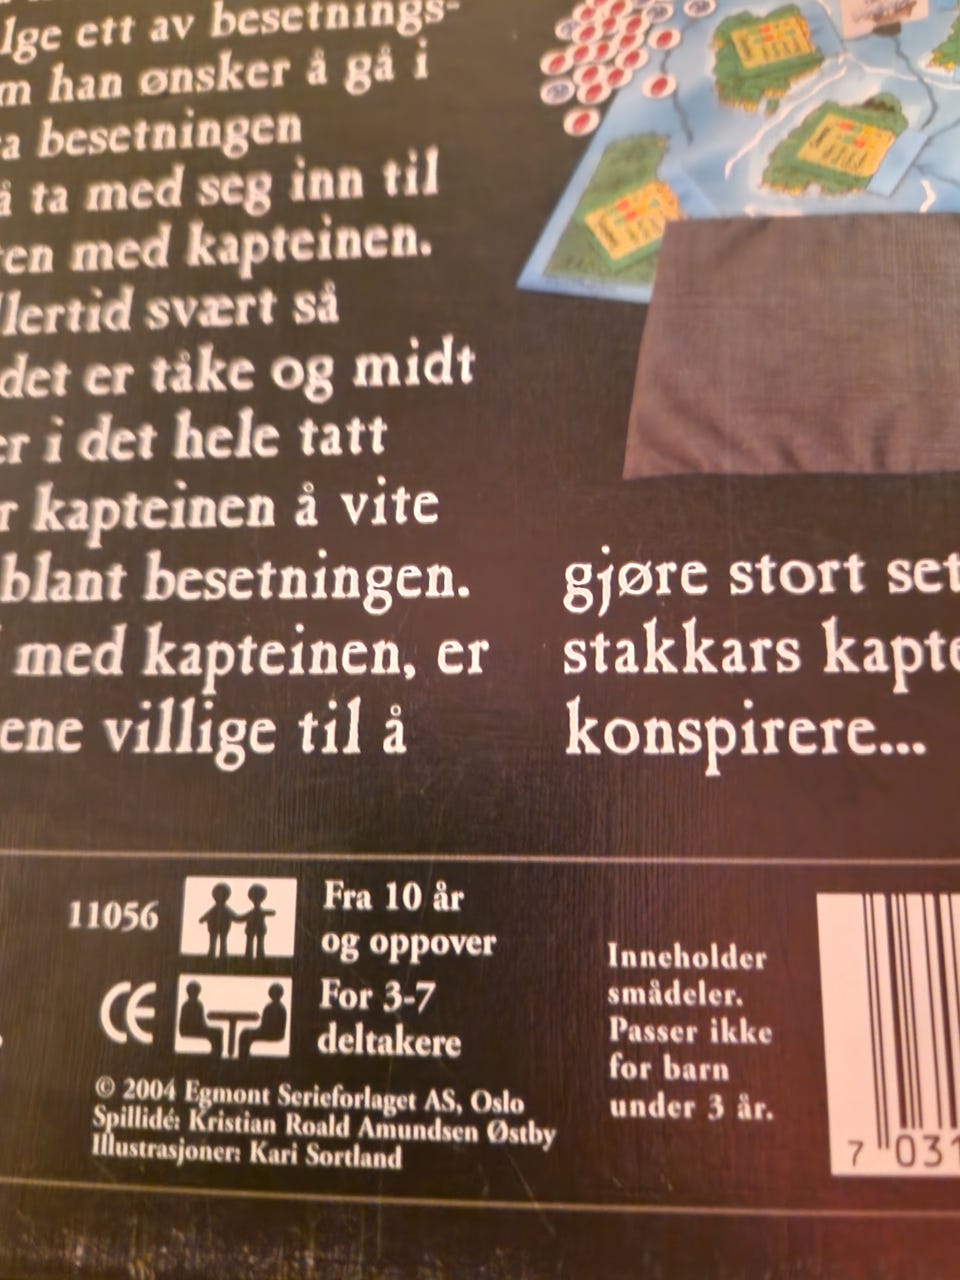 lge ett av besetnings-
m han ønsker å gå i
a besetningen
å ta med seg inn til
en med kapteinen.
lertid svært så
det er tåke og midt
er i det hele tatt
r kapteinen å vite
blant besetningen.
med kapteinen, er
ene villige til å
gjøre stort set
stakkars kapte
konspirere...
11056
Fra 10 år
og oppover
CE
For 3-7
deltakere
© 2004 Egmont Serieforlaget AS, Oslo
Spillidé: Kristian Roald Amundsen Østby
Illustrasjoner: Kari Sortland
Inneholder
smådeler.
Passer ikke
for barn
under 3 år.
7 031